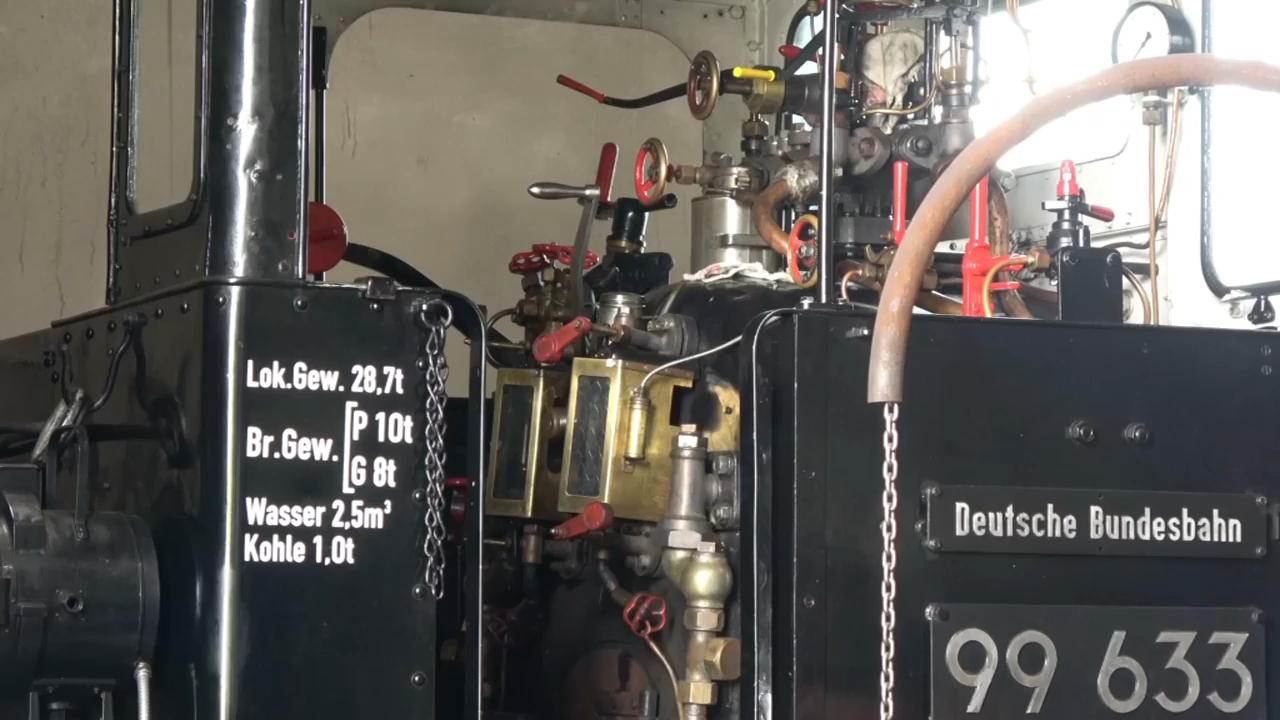 Lok.Gew. 28,7t
Br.Gew. [P 10t
G 8t
Wasser 2,5m³
Kohle 1,0t
Deutsche Bundesbahn
99 633